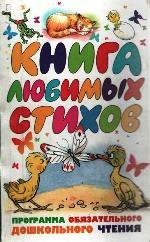 КНИГА
ЛЮБИМЫХ
СТИХОВ
ПРОГРАММА ОБЯЗАТЕЛЬНОГО
ДОШКОЛЬНОГО ЧТЕНИЯ